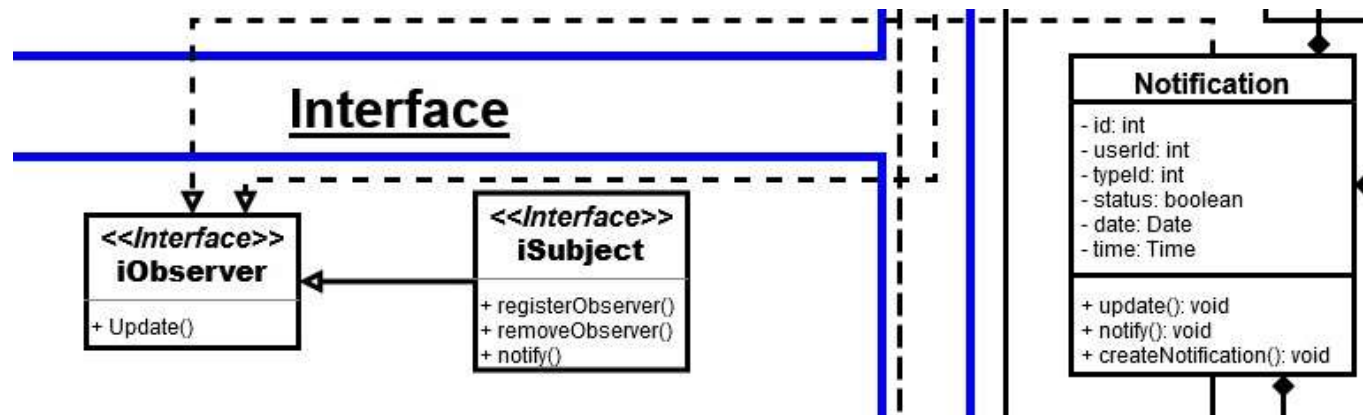 Interface
<<Interface>>
iObserver
+ Update()
<<Interface>>
iSubject
+ registerObserver()
+ removeObserver()
+ notify()
Notification
- id: int
- userId: int
- typeId: int
- status: boolean
- date: Date
- time: Time
+ update(): void
+ notify(): void
+ createNotification(): void